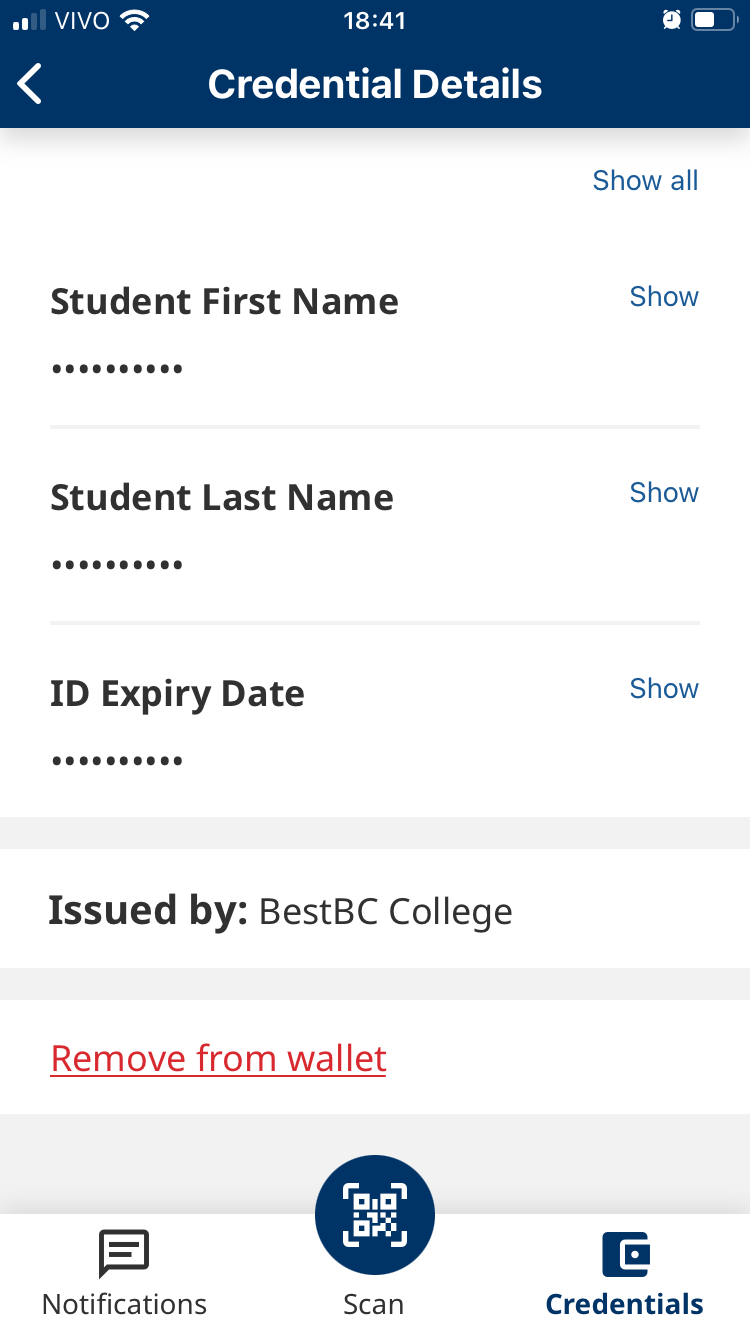 VIVO 18:41
Credential Details
Show all
Student First Name Show
••••••••••
Student Last Name Show
••••••••••
ID Expiry Date Show
••••••••••
Issued by: BestBC College
Remove from wallet
Notifications Scan Credentials